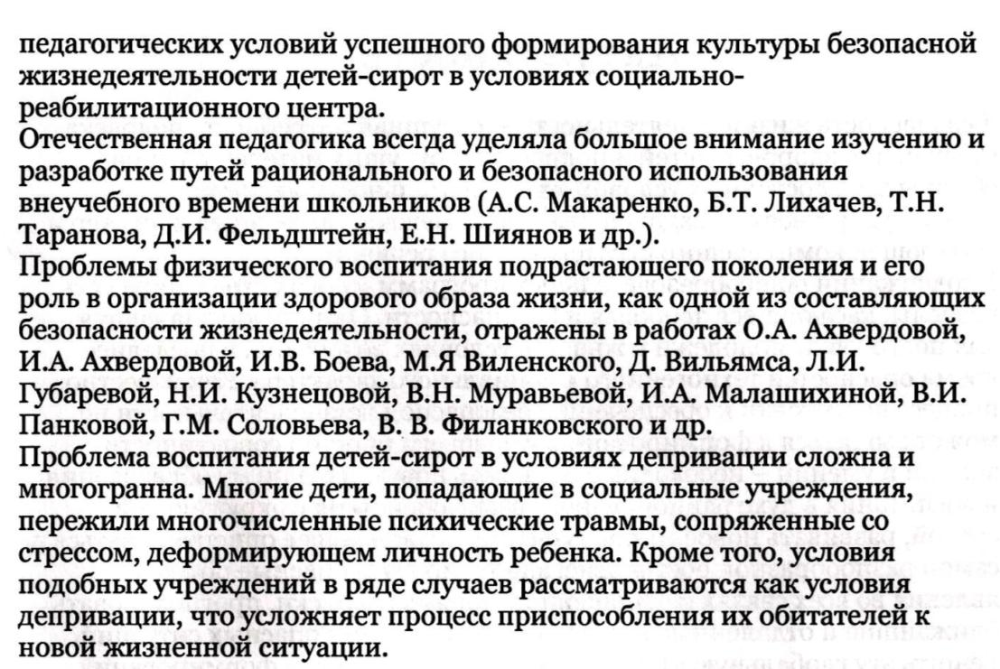 педагогических условий успешного формирования культуры безопасной
жизнедеятельности детей-сирот в условиях социально-
реабилитационного центра.
Отечественная педагогика всегда уделяла большое внимание изучению и
разработке путей рационального и безопасного использования
внеучебного времени школьников (А.С. Макаренко, Б.Т. Лихачев, Т.Н.
Таранова, Д.И. Фельдштейн, Е.Н. Шиянов и др.).
Проблемы физического воспитания подрастающего поколения и его
роль в организации здорового образа жизни, как одной из составляющих
безопасности жизнедеятельности, отражены в работах О.А. Ахвердовой,
И.А. Ахвердовой, И.В. Боева, М.Я Виленского, Д. Вильямса, Л.И.
Губаревой, Н.И. Кузнецовой, В.Н. Муравьевой, И.А. Малашихиной, В.И.
Панковой, Г.М. Соловьева, В. В. Филанковского и др,
Проблема воспитания детей-сирот в условиях депривации сложна и
многогранна. Многие дети, попадающие в социальные учреждения,
пережили многочисленные психические травмы, сопряженные со
стрессом, деформирующем личность ребенка. Кроме того, условия
подобных учреждений в ряде случаев рассматриваются как условия
депривации, что усложняет процесс приспособления их обитателей к
новой жизненной ситуации.